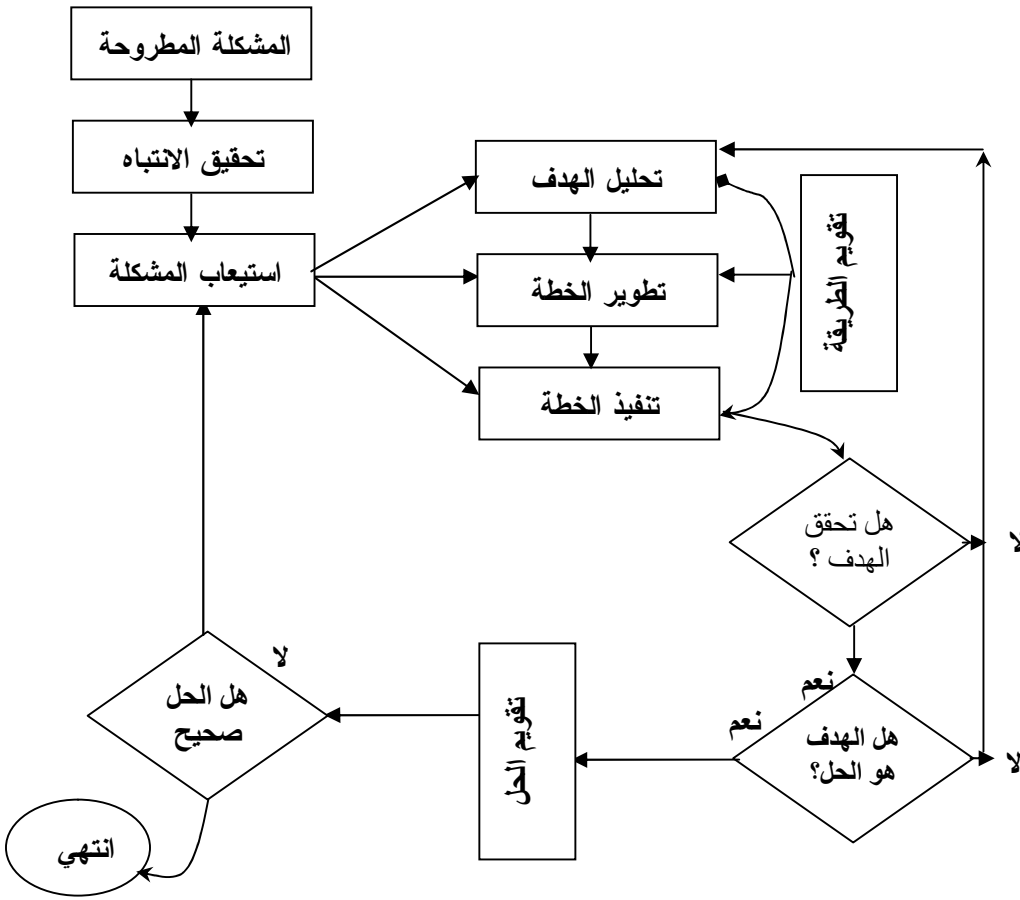 المشكلة المطروحة
تحقيق الانتباه
استيعاب المشكلة
تحليل الهدف
تطوير الخطة
تنفيذ الخطة
تقويم الطريقة
هل تحقق
الهدف ؟
لا
نعم
هل الهدف
هو الحل؟
لا
نعم
تقويم الحل
هل الحل
صحيح
لا
انتهي